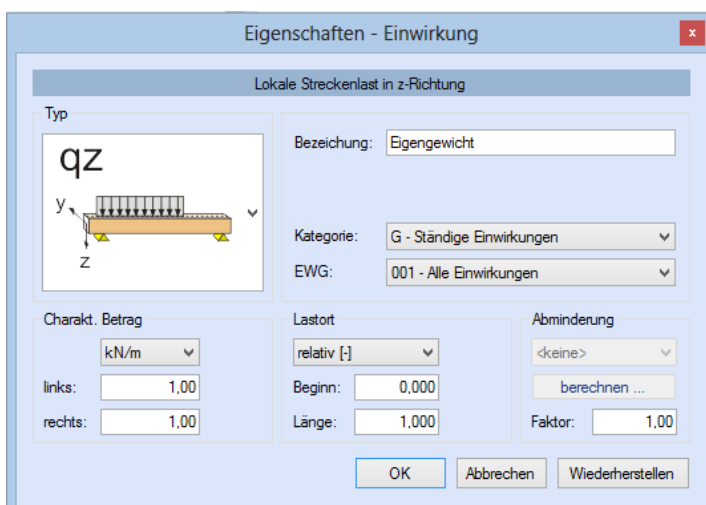 Eigenschaften - Einwirkung
x
Lokale Streckenlast in z-Richtung
Typ
qz
y
z
Bezeichung: Eigengewicht
Kategorie: G - Ständige Einwirkungen
EWG: 001 - Alle Einwirkungen
Charakt. Betrag
kN/m
links: 1,00
rechts: 1,00
Lastort
relativ [-]
Beginn: 0,000
Länge: 1,000
Abminderung
<keine>
berechnen ...
Faktor: 1,00
OK
Abbrechen
Wiederherstellen